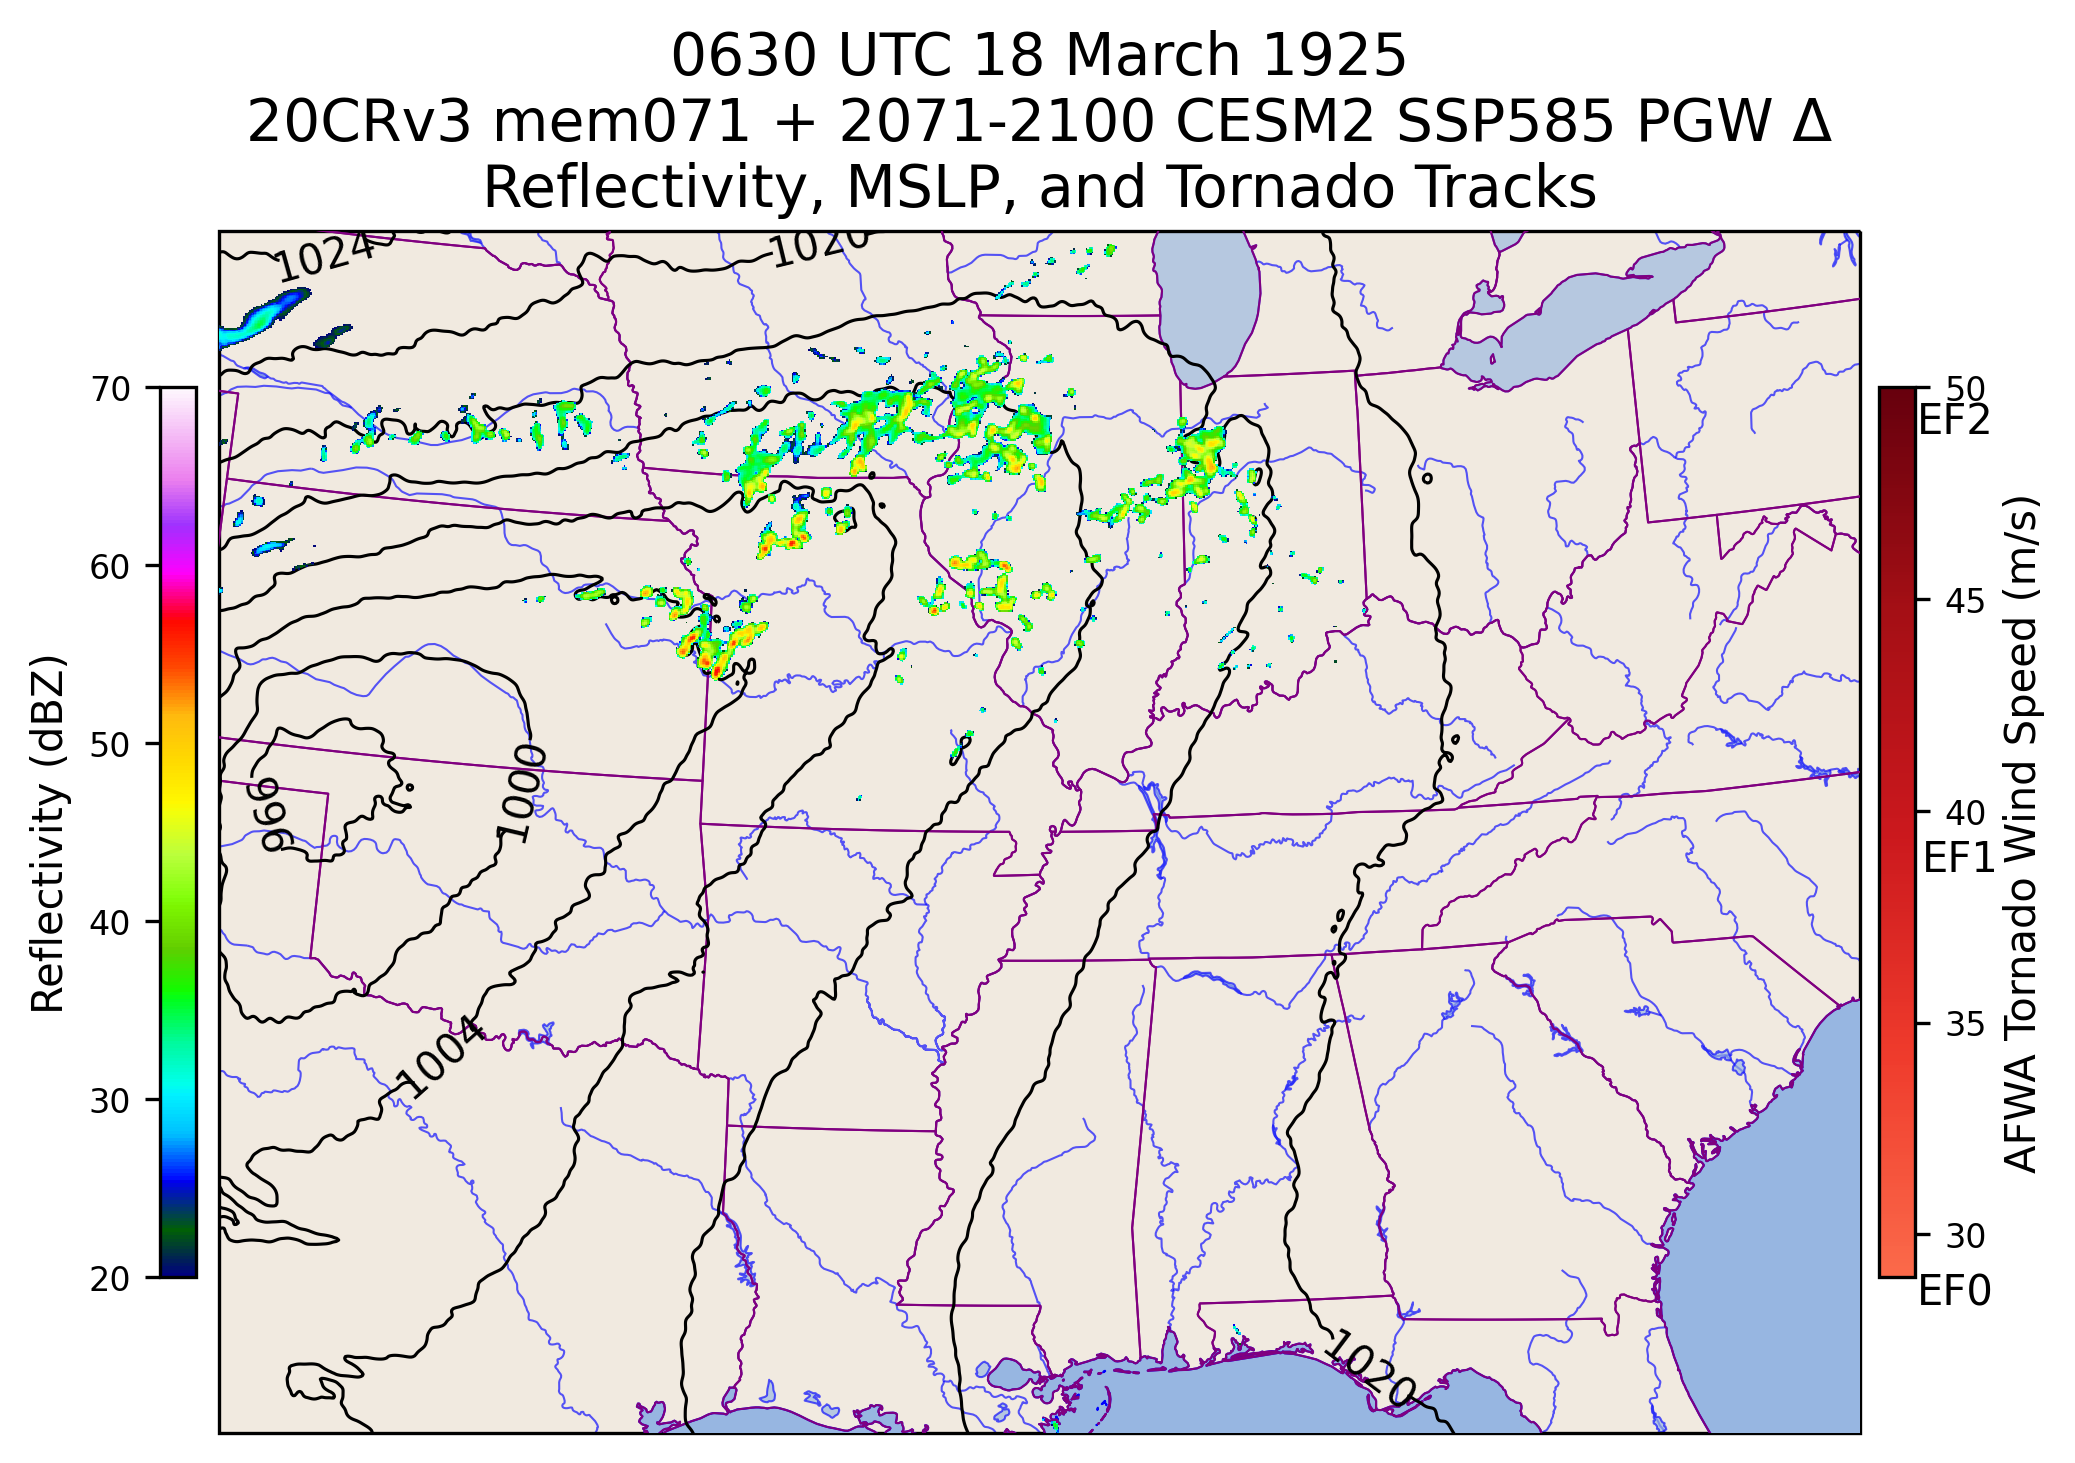 0630 UTC 18 March 1925
20CRv3 mem071 + 2071-2100 CESM2 SSP585 PGW Δ
Reflectivity, MSLP, and Tornado Tracks
1024
1020
70
60
50
40
30
20
Reflectivity (dBZ)
996
1000
1004
1020
50
EF2
45
40
EF1
35
30
EF0
AFWA Tornado Wind Speed (m/s)